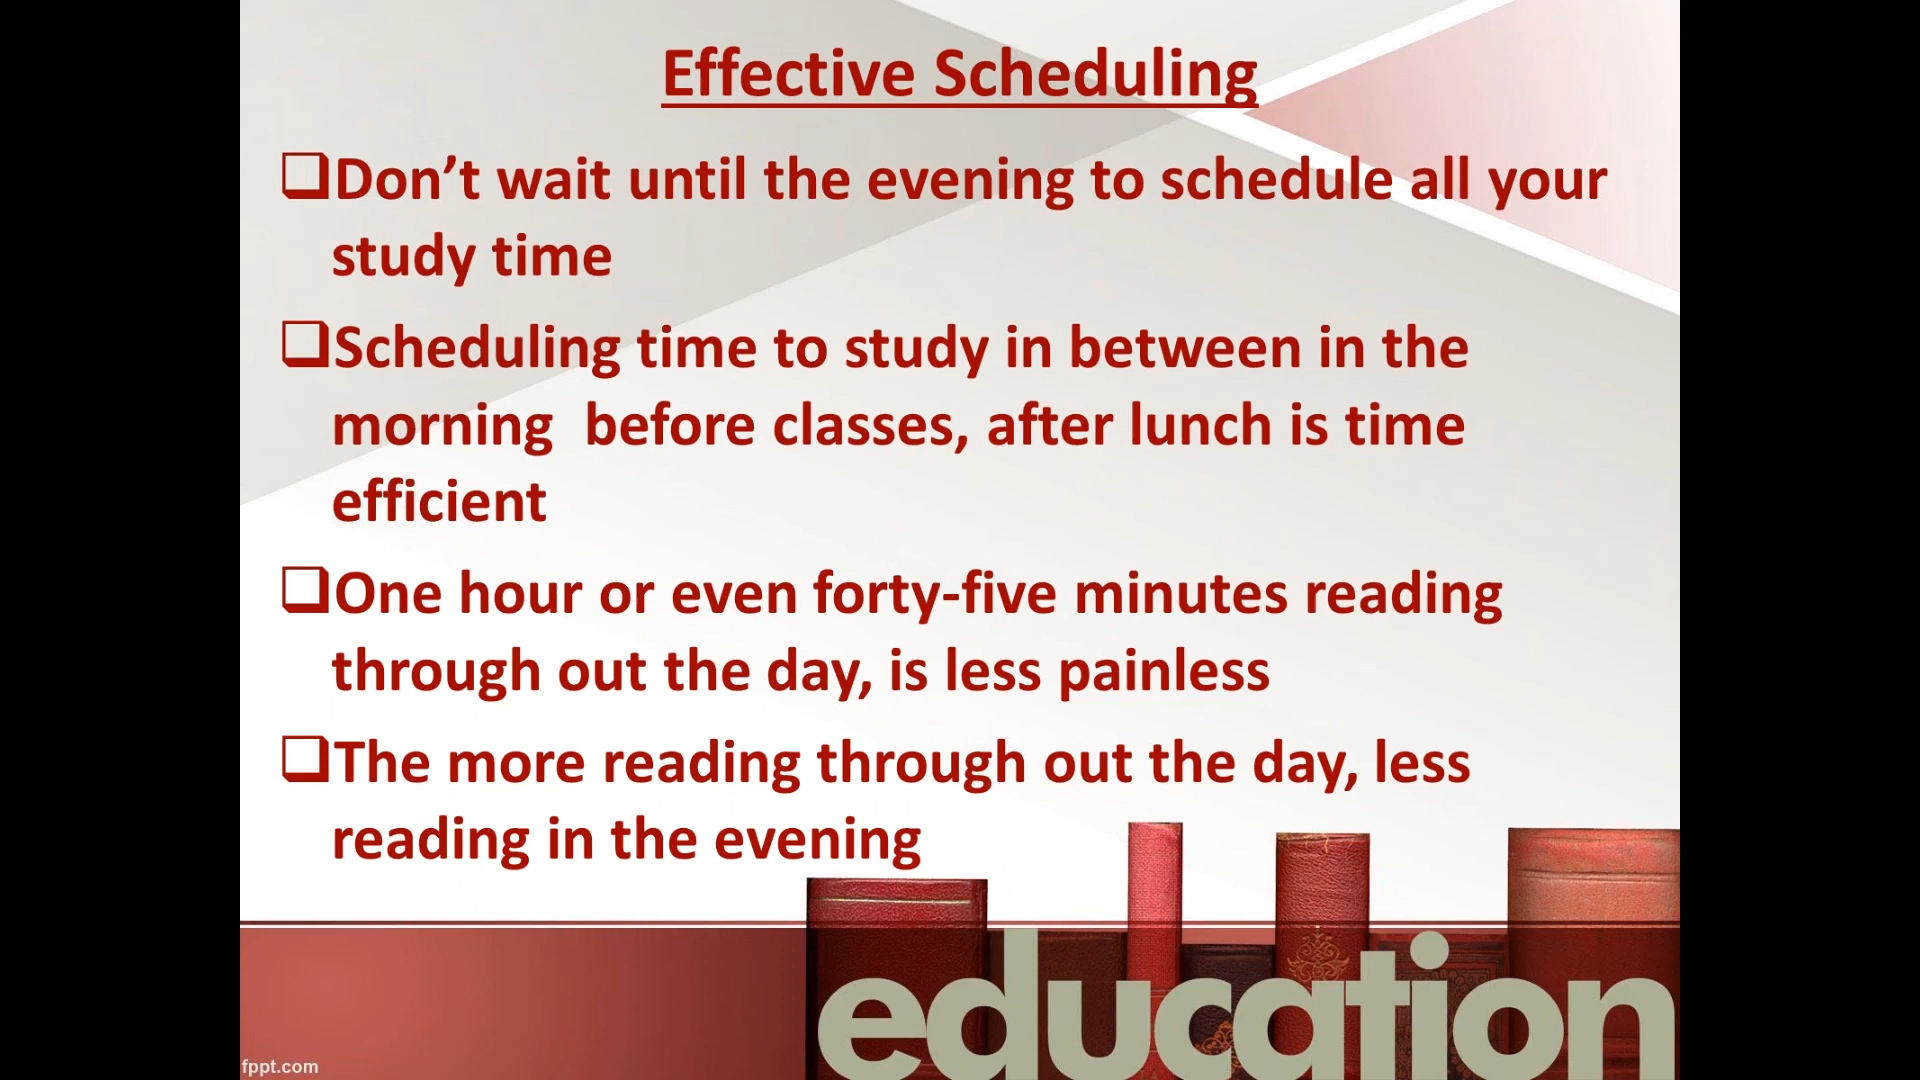 Effective Scheduling
❑Don’t wait until the evening to schedule all your
study time
❑Scheduling time to study in between in the
morning  before classes, after lunch is time
efficient
❑One hour or even forty-five minutes reading
through out the day, is less painless
❑The more reading through out the day, less
reading in the evening
education
fppt.com